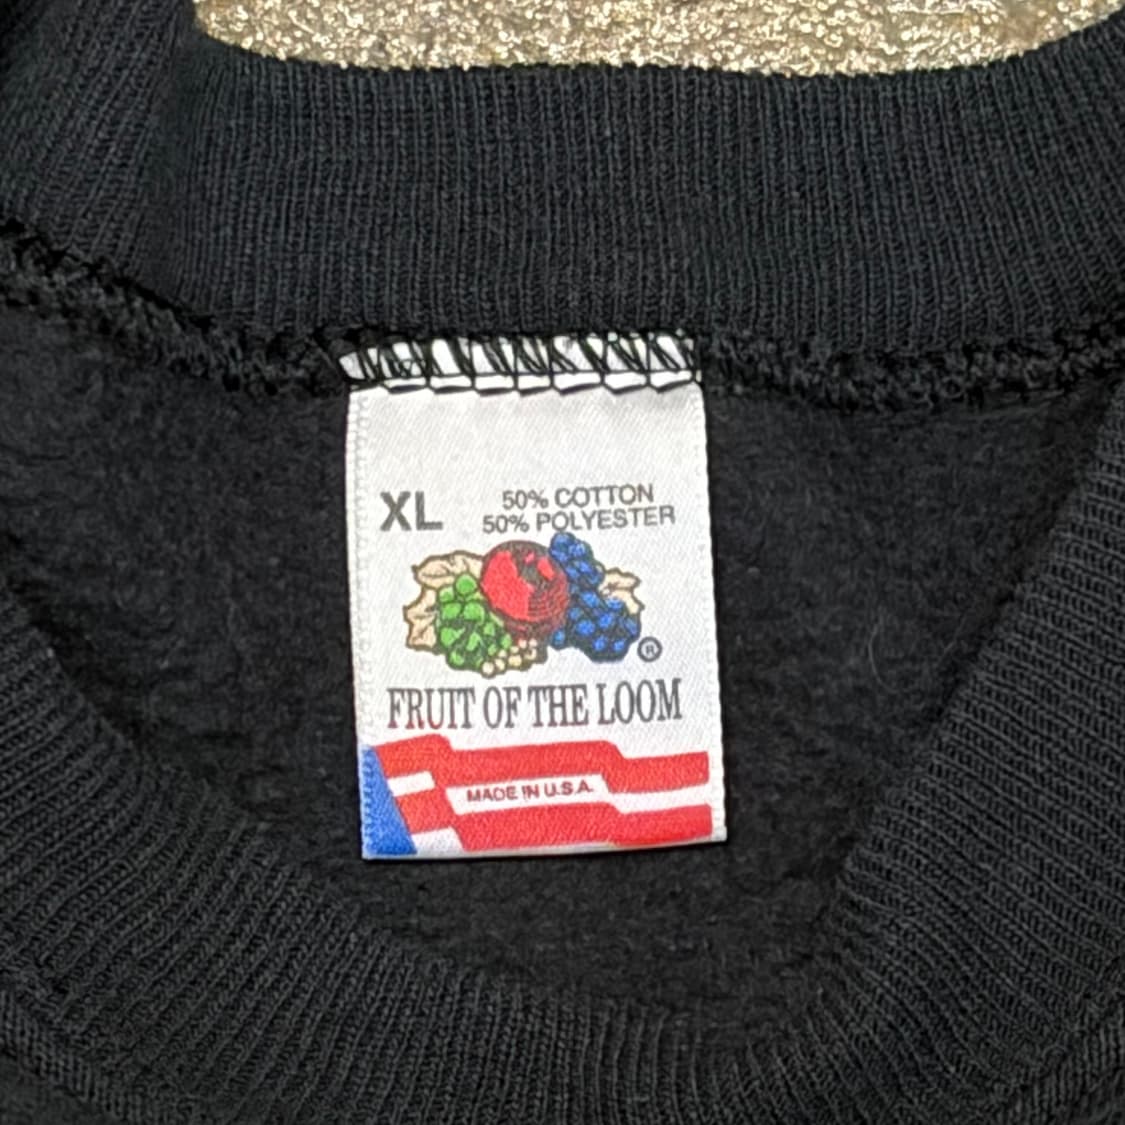 XL
50% COTTON
50% POLYESTER
®
FRUIT OF THE LOOM
MADE IN U.S.A.